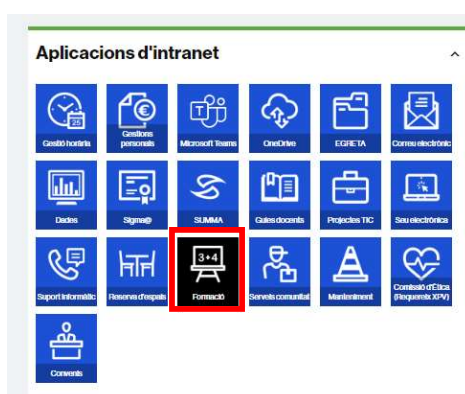 Aplicacions d'intranet
25
Gestió horària
Gestions
personals
Microsoft Teams
OneDrive
EGRETA
Correu electrònic
Dades
Sigma@
SUMMA
Guies docents
Projectes TIC
Seu electrònica
Suport informàtic
Reserva d'espais
3+4
Formació
Serveis comunitat
Manteniment
Comissió d'Ètica
(Requereix XPV)
Convenis